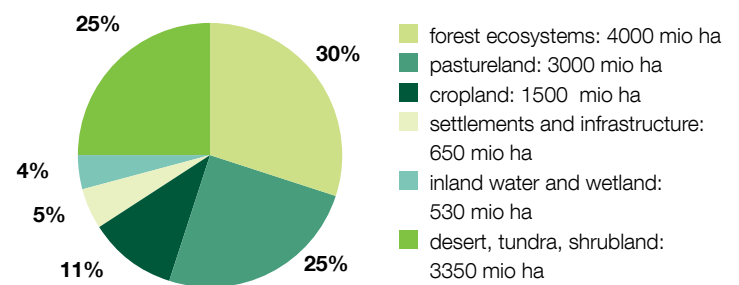 25%
30%
4%
5%
11%
25%
forest ecosystems: 4000 mio ha
pastureland: 3000 mio ha
cropland: 1500 mio ha
settlements and infrastructure:
650 mio ha
inland water and wetland:
530 mio ha
desert, tundra, shrubland:
3350 mio ha